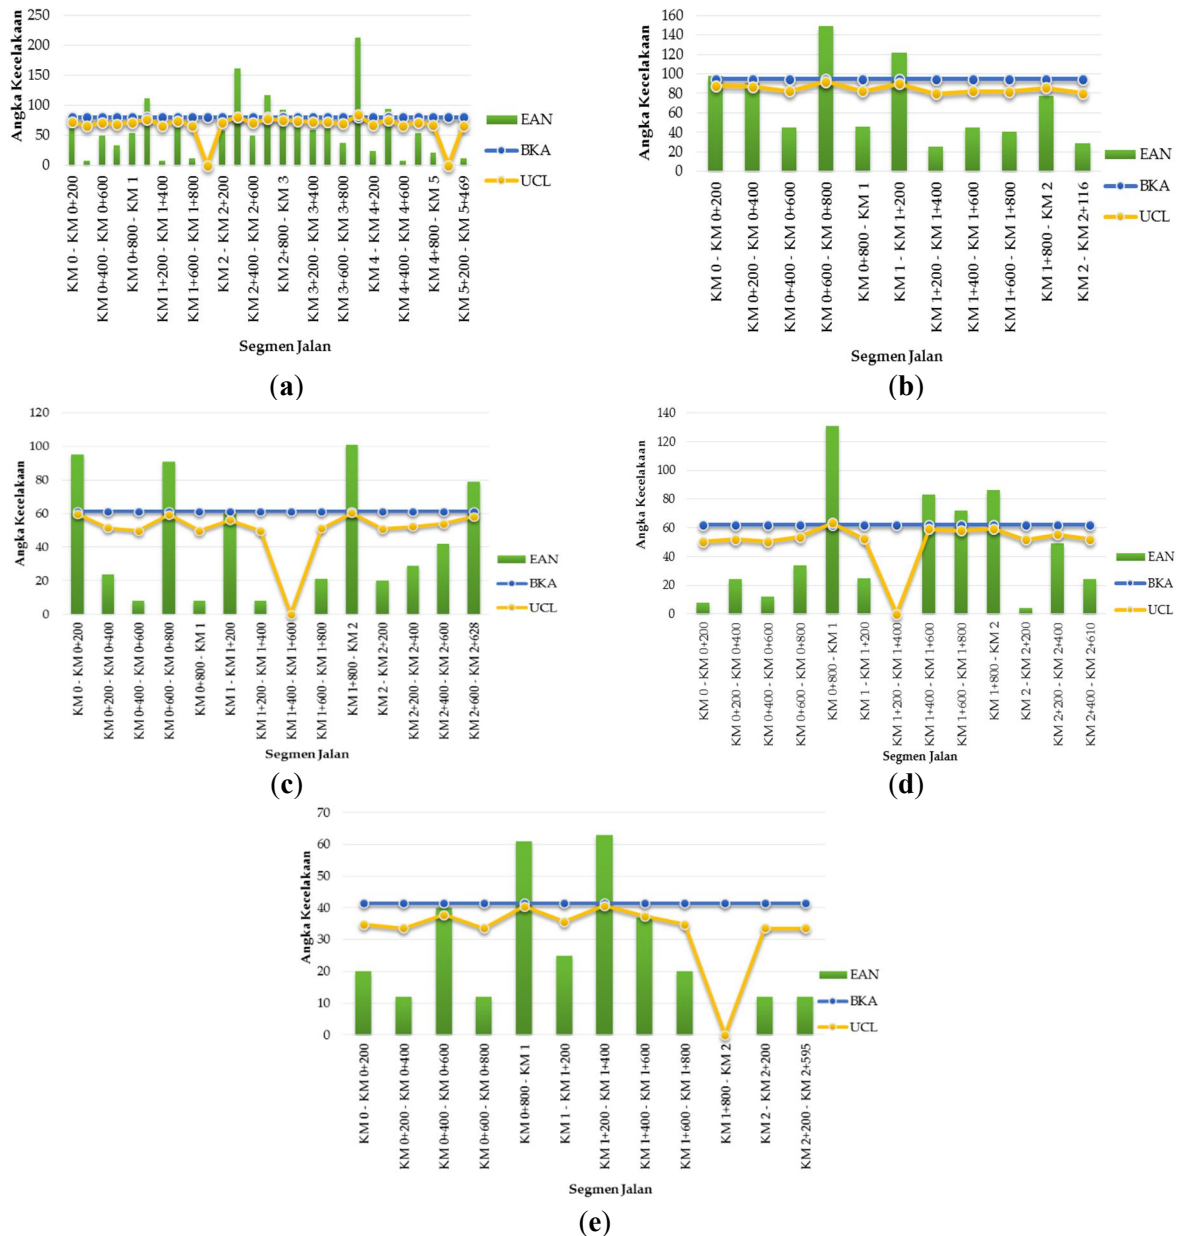 250
200
150
100
50
0
Angka Kecelakaan
EAN
BKA
UCL
KM 0 - KM 0+200
KM 0+400 - KM 0+600
KM 0+800 - KM 1
KM 1+200 - KM 1+400
KM 1+600 - KM 1+800
KM 2 - KM 2+200
KM 2+400 - KM 2+600
KM 2+800 - KM 3
KM 3+200 - KM 3+400
KM 3+600 - KM 3+800
KM 4 - KM 4+200
KM 4+400 - KM 4+600
KM 4+800 - KM 5
KM 5+200 - KM 5+469
Segmen Jalan
(a)
160
140
120
100
80
60
40
20
0
Angka Kecelakaan
EAN
BKA
UCL
KM 0 - KM 0+200
KM 0+200 - KM 0+400
KM 0+400 - KM 0+600
KM 0+600 - KM 0+800
KM 0+800 - KM 1
KM 1 - KM 1+200
KM 1+200 - KM 1+400
KM 1+400 - KM 1+600
KM 1+600 - KM 1+800
KM 1+800 - KM 2
KM 2 - KM 2+116
Segmen Jalan
(b)
120
100
80
60
40
20
0
Angka Kecelakaan
EAN
BKA
UCL
KM 0 - KM 0+200
KM 0+200 - KM 0+400
KM 0+400 - KM 0+600
KM 0+600 - KM 0+800
KM 0+800 - KM 1
KM 1 - KM 1+200
KM 1+200 - KM 1+400
KM 1+400 - KM 1+600
KM 1+600 - KM 1+800
KM 1+800 - KM 2
KM 2 - KM 2+200
KM 2+200 - KM 2+400
KM 2+400 - KM 2+600
KM 2+600 - KM 2+628
Segmen Jalan
(c)
140
120
100
80
60
40
20
0
Angka Kecelakaan
EAN
BKA
UCL
KM 0 - KM 0+200
KM 0+200 - KM 0+400
KM 0+400 - KM 0+600
KM 0+600 - KM 0+800
KM 0+800 - KM 1
KM 1 - KM 1+200
KM 1+200 - KM 1+400
KM 1+400 - KM 1+600
KM 1+600 - KM 1+800
KM 1+800 - KM 2
KM 2 - KM 2+200
KM 2+200 - KM 2+400
KM 2+400 - KM 2+610
Segmen Jalan
(d)
70
60
50
40
30
20
10
0
Angka Kecelakaan
EAN
BKA
UCL
KM 0 - KM 0+200
KM 0+200 - KM 0+400
KM 0+400 - KM 0+600
KM 0+600 - KM 0+800
KM 0+800 - KM 1
KM 1 - KM 1+200
KM 1+200 - KM 1+400
KM 1+400 - KM 1+600
KM 1+600 - KM 1+800
KM 1+800 - KM 2
KM 2 - KM 2+200
KM 2+200 - KM 2+595
Segmen Jalan
(e)